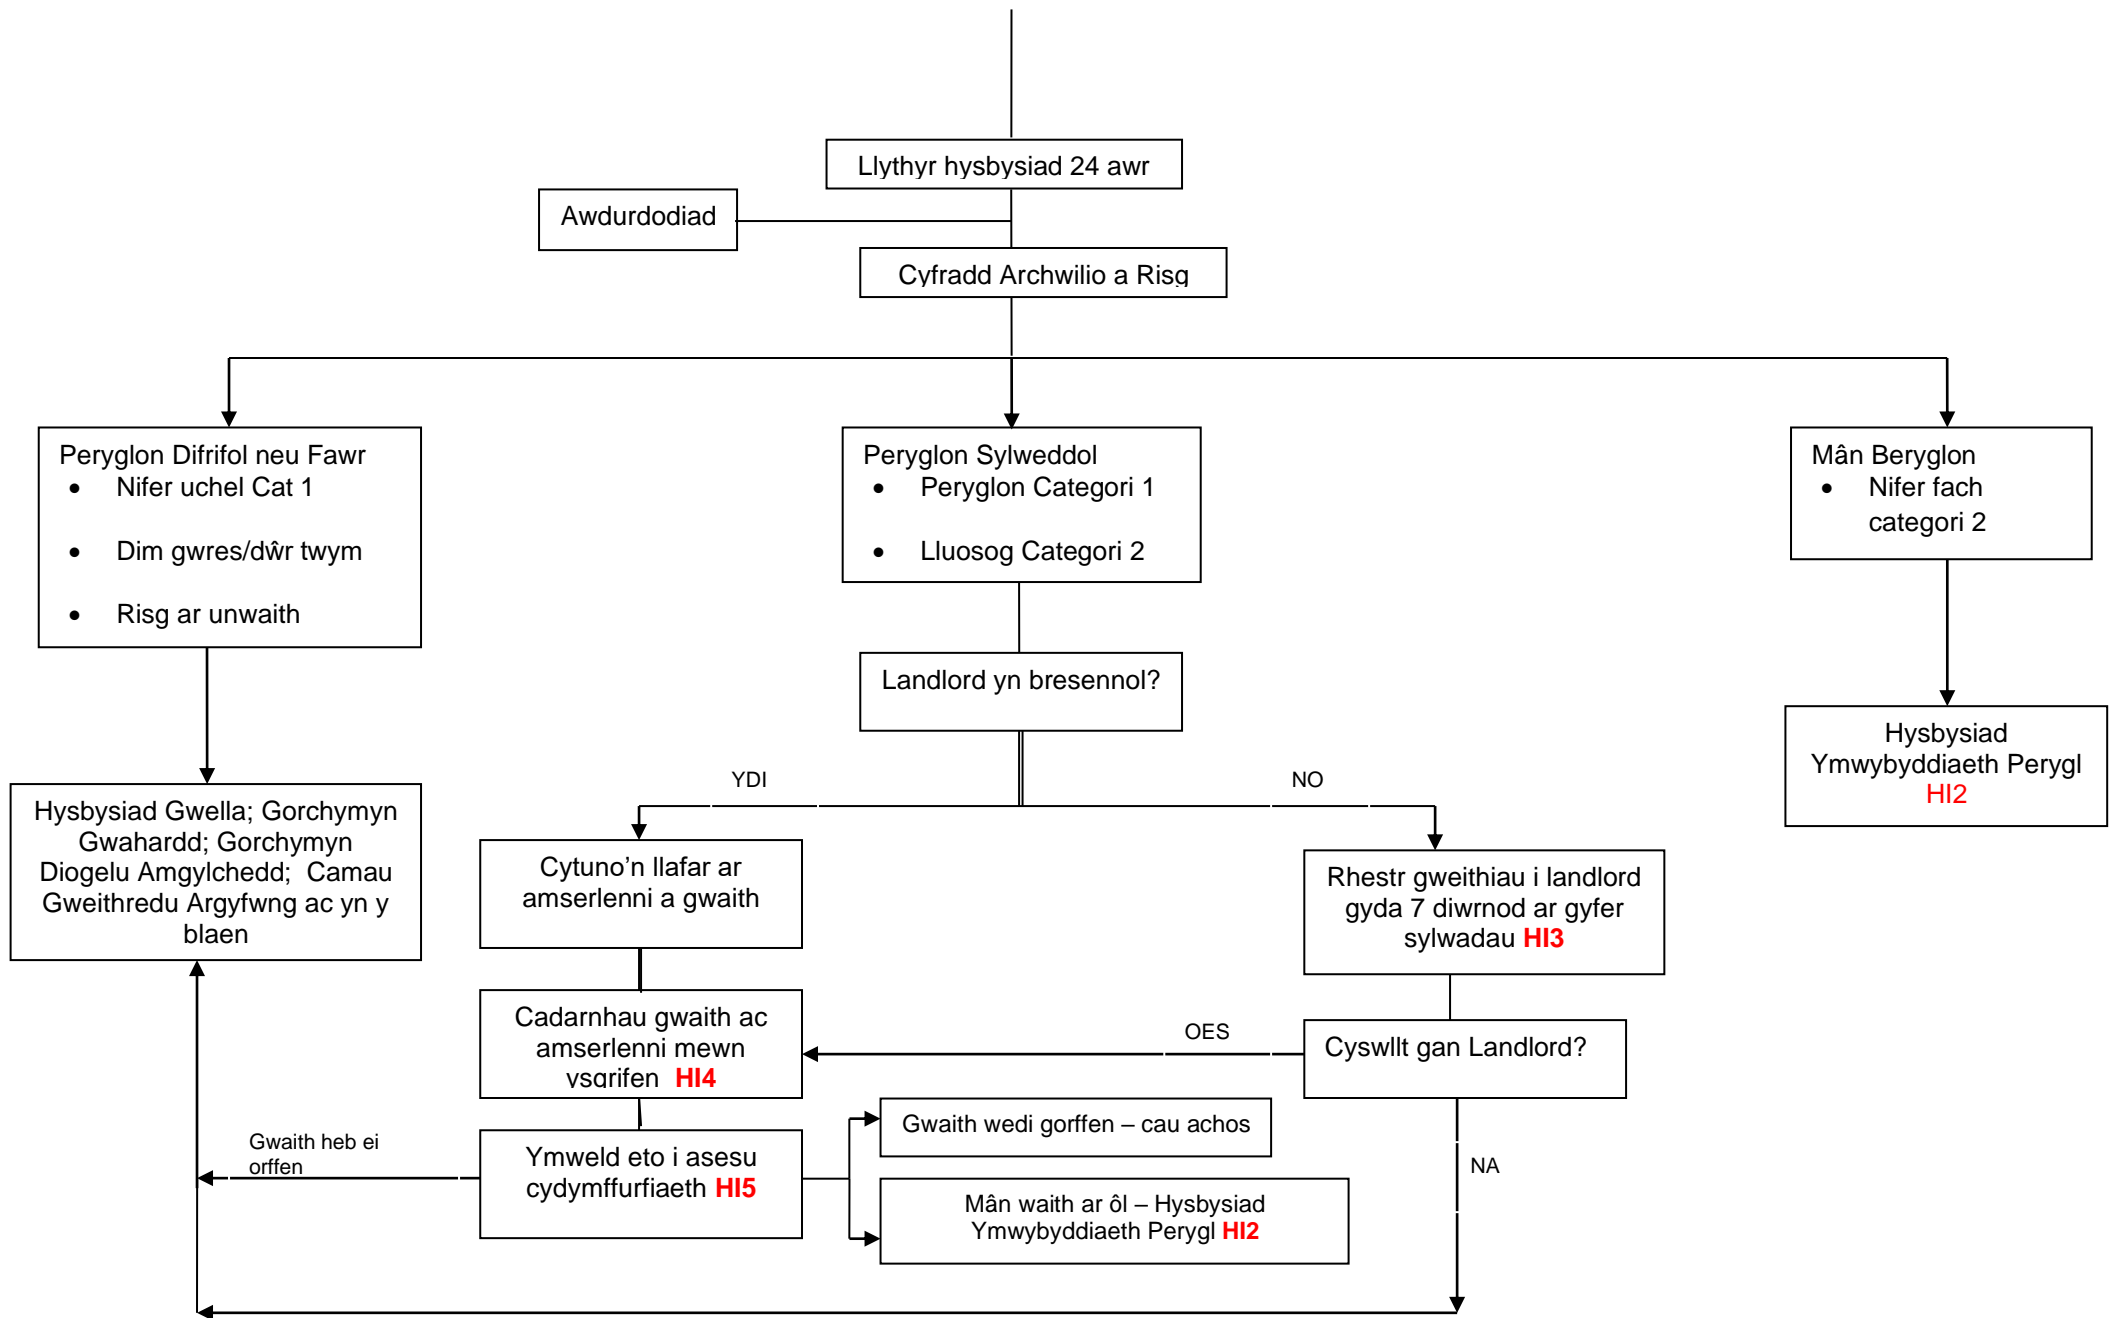 Llythyr hysbysiad 24 awr
Awdurdodiad
Cyfradd Archwilio a Risg
Peryglon Difrifol neu Fawr
• Nifer uchel Cat 1
• Dim gwres/dŵr twym
• Risg ar unwaith
Peryglon Sylweddol
• Peryglon Categori 1
• Lluosog Categori 2
Mân Beryglon
• Nifer fach
categori 2
Landlord yn bresennol?
Hysbysiad
Ymwybyddiaeth Perygl
HI2
YDI
NO
Hysbysiad Gwella; Gorchymyn
Gwahardd; Gorchymyn
Diogelu Amgylchedd; Camau
Gweithredu Argyfwng ac yn y
blaen
Cytuno’n llafar ar
amserlenni a gwaith
Rhestr gweithiau i landlord
gyda 7 diwrnod ar gyfer
sylwadau HI3
Cadarnhau gwaith ac
amserlenni mewn
ysgrifen HI4
OES
Cyswllt gan Landlord?
Gwaith heb ei
orffen
Ymweld eto i asesu
cydymffurfiaeth HI5
Gwaith wedi gorffen – cau achos
NA
Mân waith ar ôl – Hysbysiad
Ymwybyddiaeth Perygl HI2